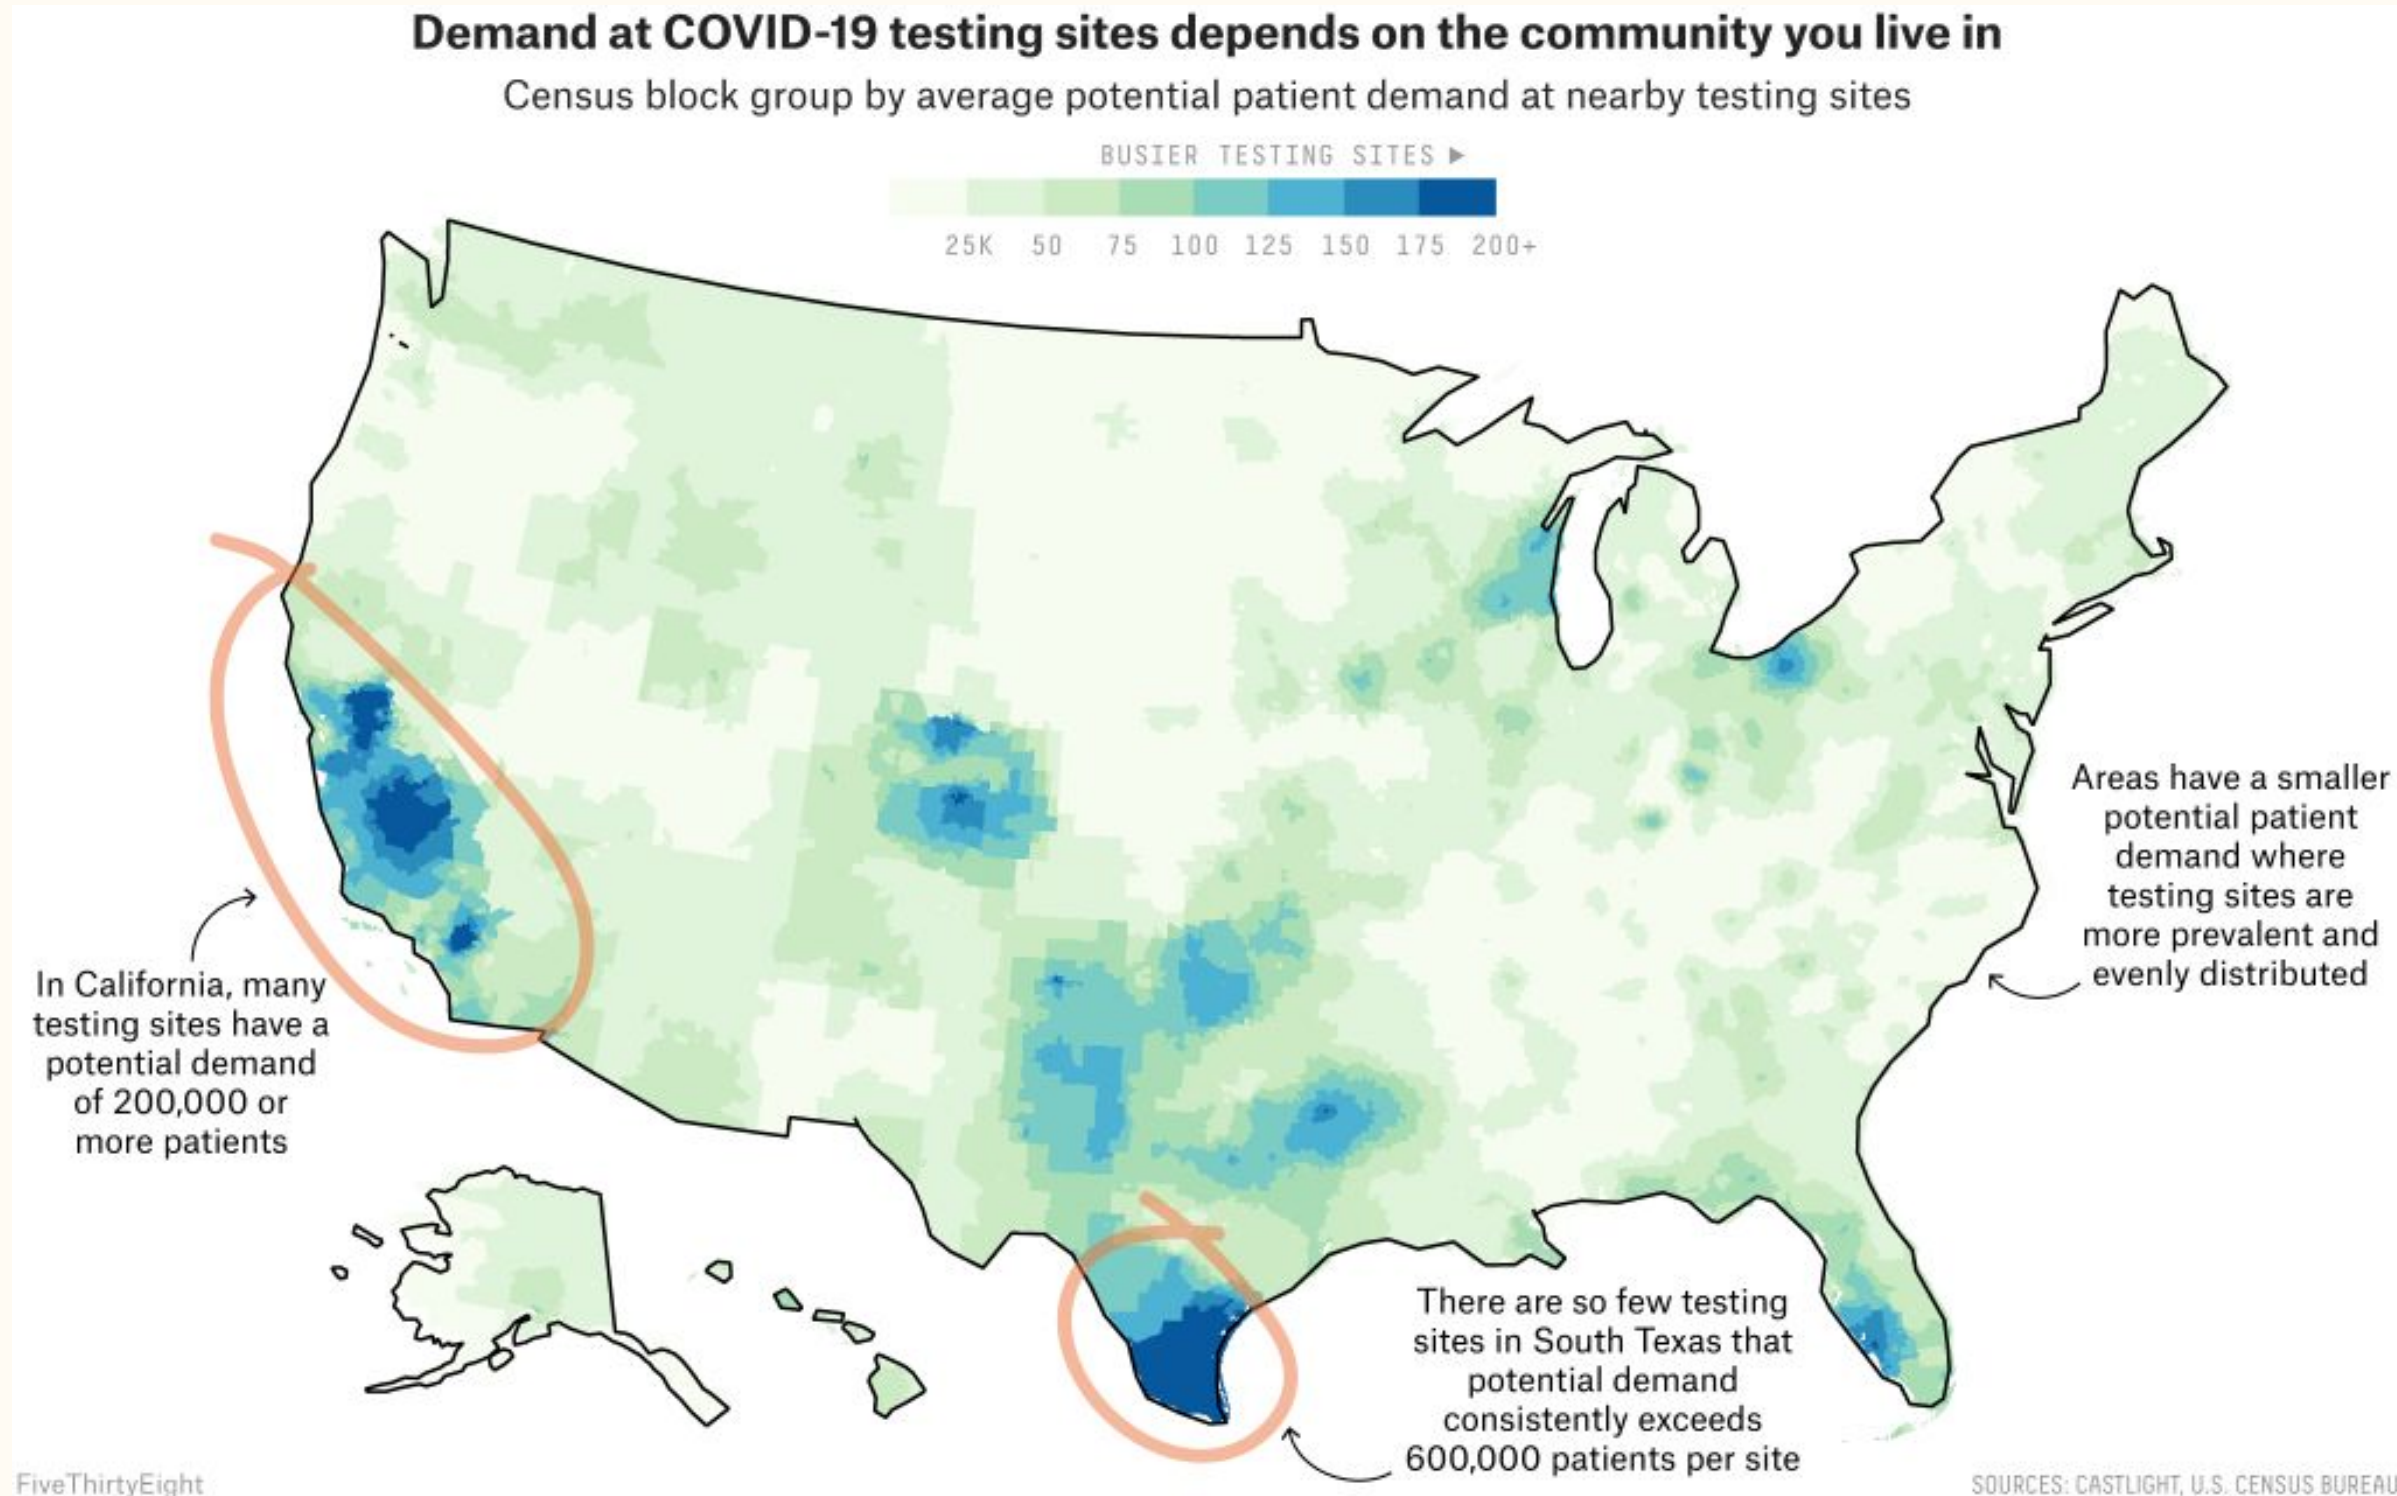 Demand at COVID-19 testing sites depends on the community you live in
Census block group by average potential patient demand at nearby testing sites
BUSIER TESTING SITES ▶
25K 50 75 100 125 150 175 200+
Areas have a smaller
potential patient
demand where
testing sites are
more prevalent and
evenly distributed
In California, many
testing sites have a
potential demand
of 200,000 or
more patients
There are so few testing
sites in South Texas that
potential demand
consistently exceeds
600,000 patients per site
FiveThirtyEight
SOURCES: CASTLIGHT, U.S. CENSUS BUREAU